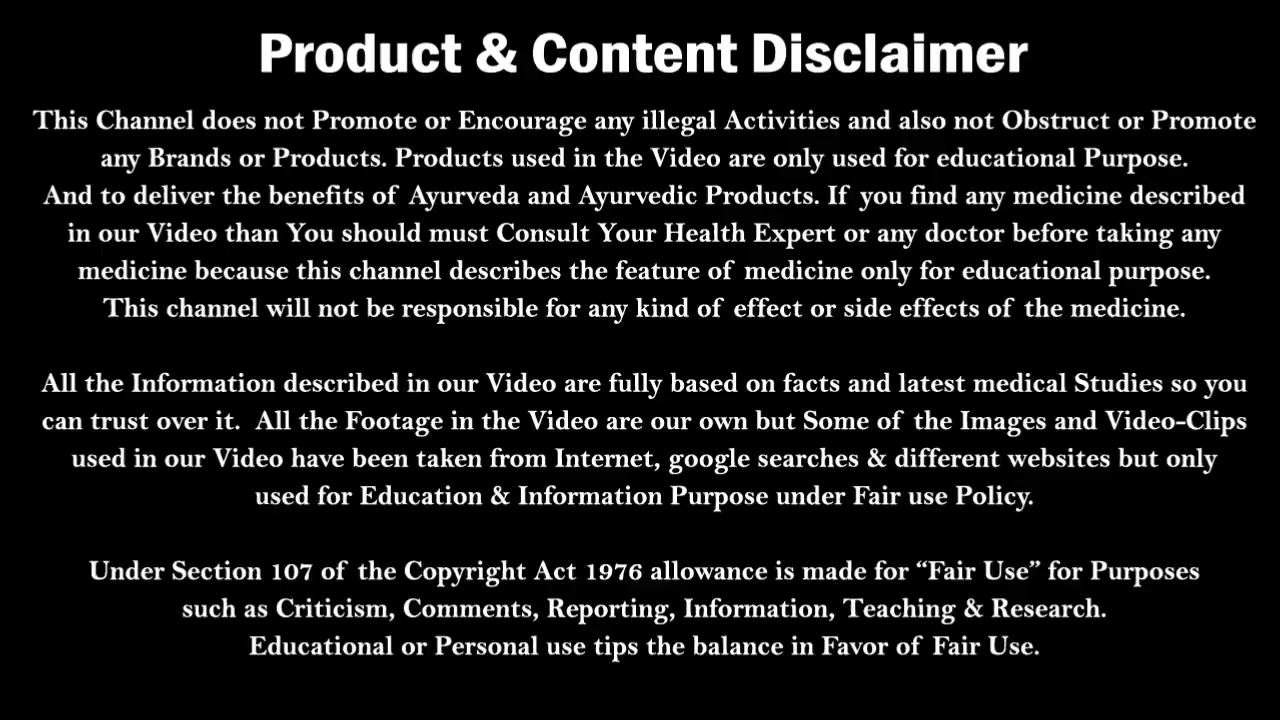 Product & Content Disclaimer
This Channel does not Promote or Encourage any illegal Activities and also not Obstruct or Promote
any Brands or Products. Products used in the Video are only used for educational Purpose.
And to deliver the benefits of Ayurveda and Ayurvedic Products. If you find any medicine described
in our Video than You should must Consult Your Health Expert or any doctor before taking any
medicine because this channel describes the feature of medicine only for educational purpose.
This channel will not be responsible for any kind of effect or side effects of the medicine.
All the Information described in our Video are fully based on facts and latest medical Studies so you
can trust over it. All the Footage in the Video are our own but Some of the Images and Video-Clips
used in our Video have been taken from Internet, google searches & different websites but only
used for Education & Information Purpose under Fair use Policy.
Under Section 107 of the Copyright Act 1976 allowance is made for “Fair Use” for Purposes
such as Criticism, Comments, Reporting, Information, Teaching & Research.
Educational or Personal use tips the balance in Favor of Fair Use.